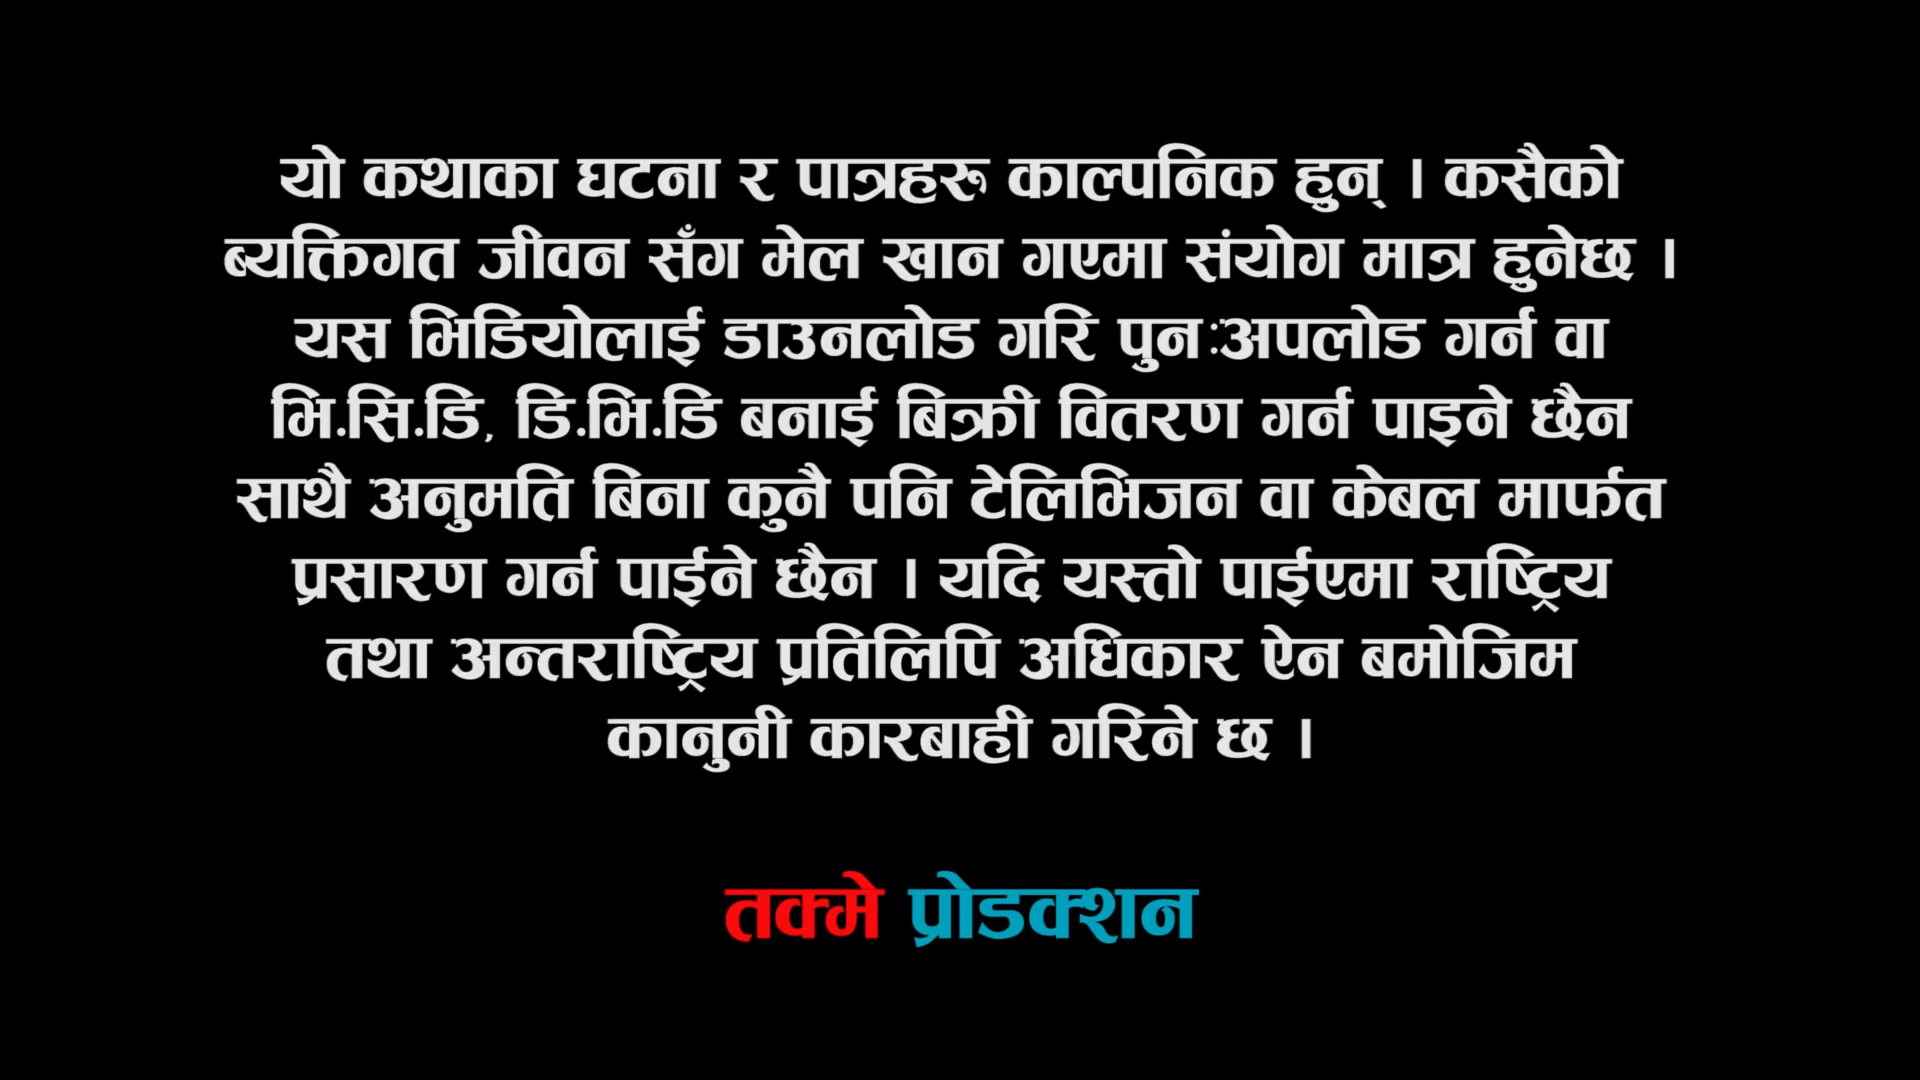 यो कथाका घटना र पात्रहरु काल्पनिक हुन् । कसैको
ब्यक्तिगत जीवन सँग मेल खान गएमा संयोग मात्र हुनेछ ।
यस भिडियोलाई डाउनलोड गरि पुनःअपलोड गर्न वा
भि.सि.डि, डि.भि.डि बनाई बिक्री वितरण गर्न पाइने छैन
साथै अनुमति बिना कुनै पनि टेलिभिजन वा केबल मार्फत
प्रसारण गर्न पाईने छैन । यदि यस्तो पाईएमा राष्ट्रिय
तथा अन्तराष्ट्रिय प्रतिलिपि अधिकार ऐन बमोजिम
कानुनी कारबाही गरिने छ ।
तक्मे प्रोडक्शन